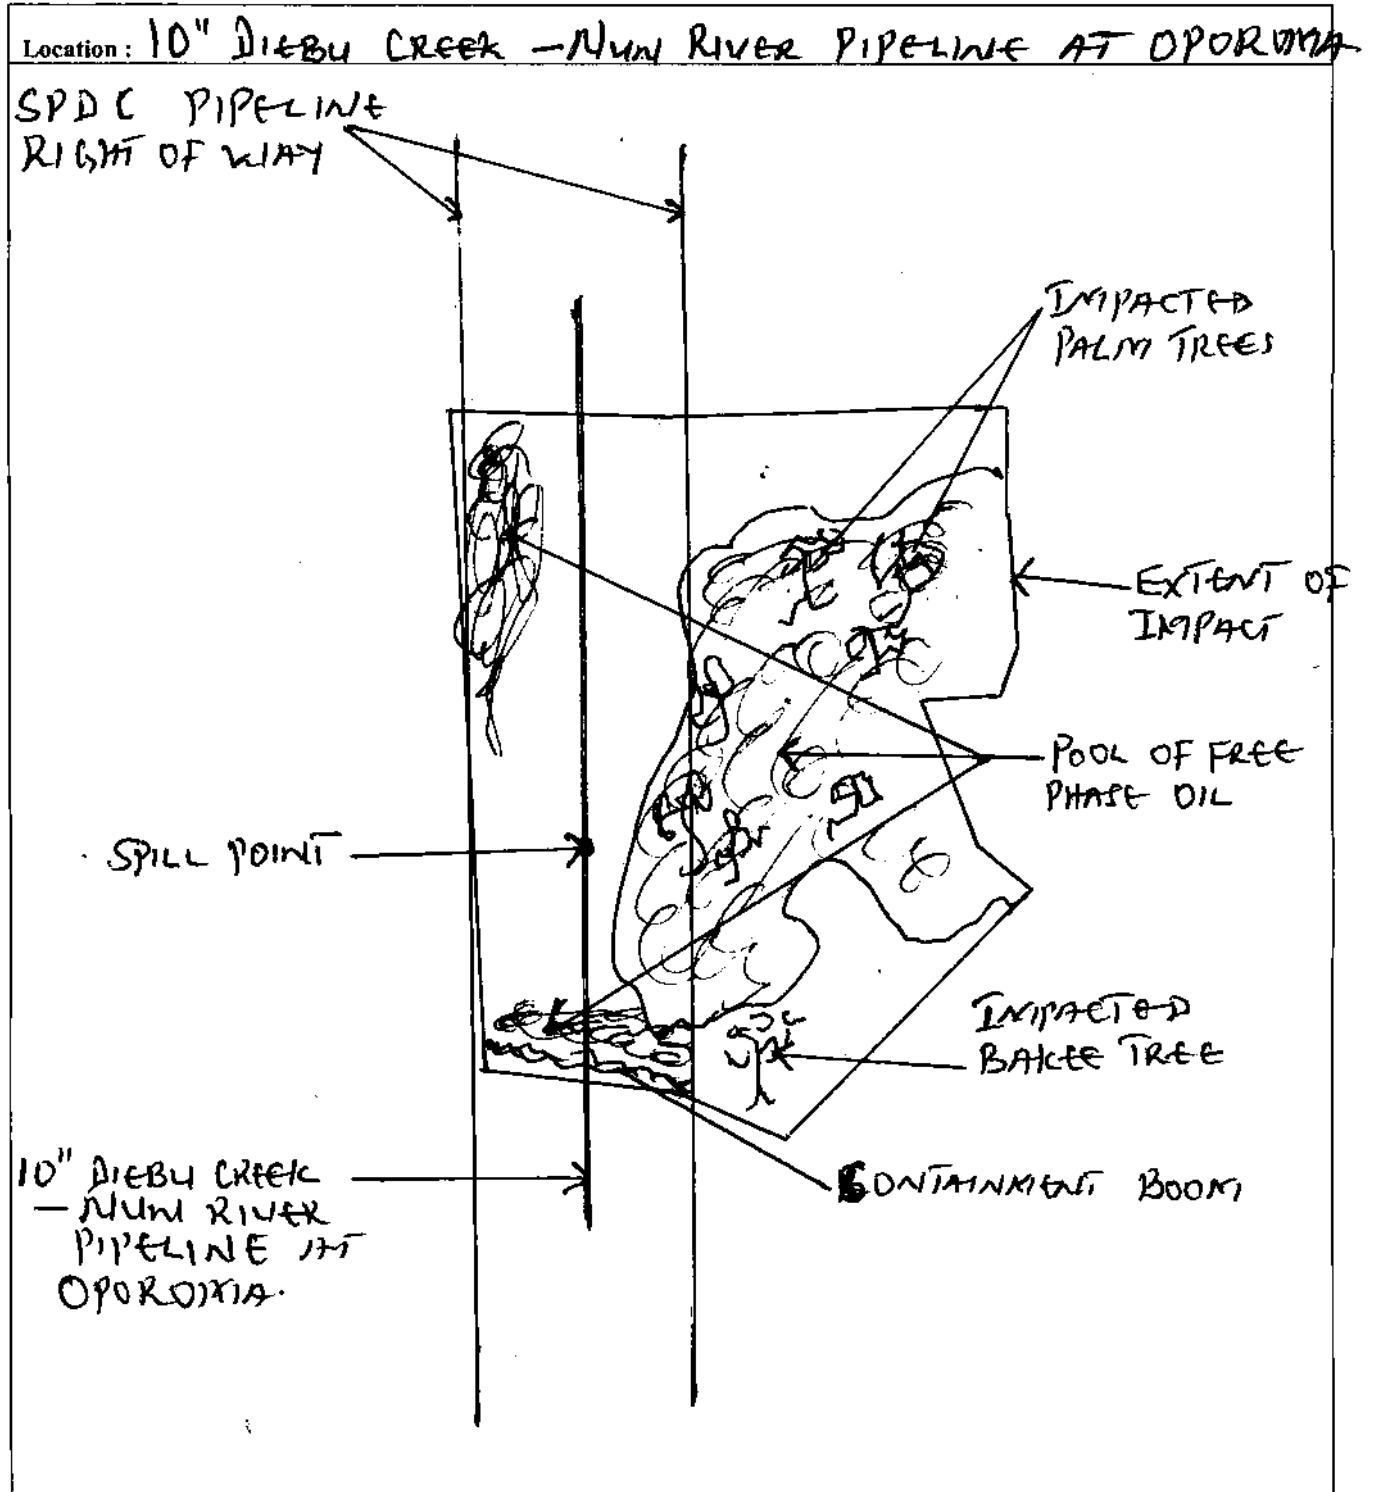 Location: 10" DIEBU CREEK - NUN RIVER PIPELINE AT OPOROMA
SPDC PIPELINE
RIGHT OF WAY
IMPACTED
PALM TREES
EXTENT OF
IMPACT
POOL OF FREE
PHASE OIL
SPILL POINT
IMPACTED
BAKEE TREE
10" DIEBU CREEK
- NUN RIVER
PIPELINE AT
OPOROMA.
CONTAINMENT BOOM